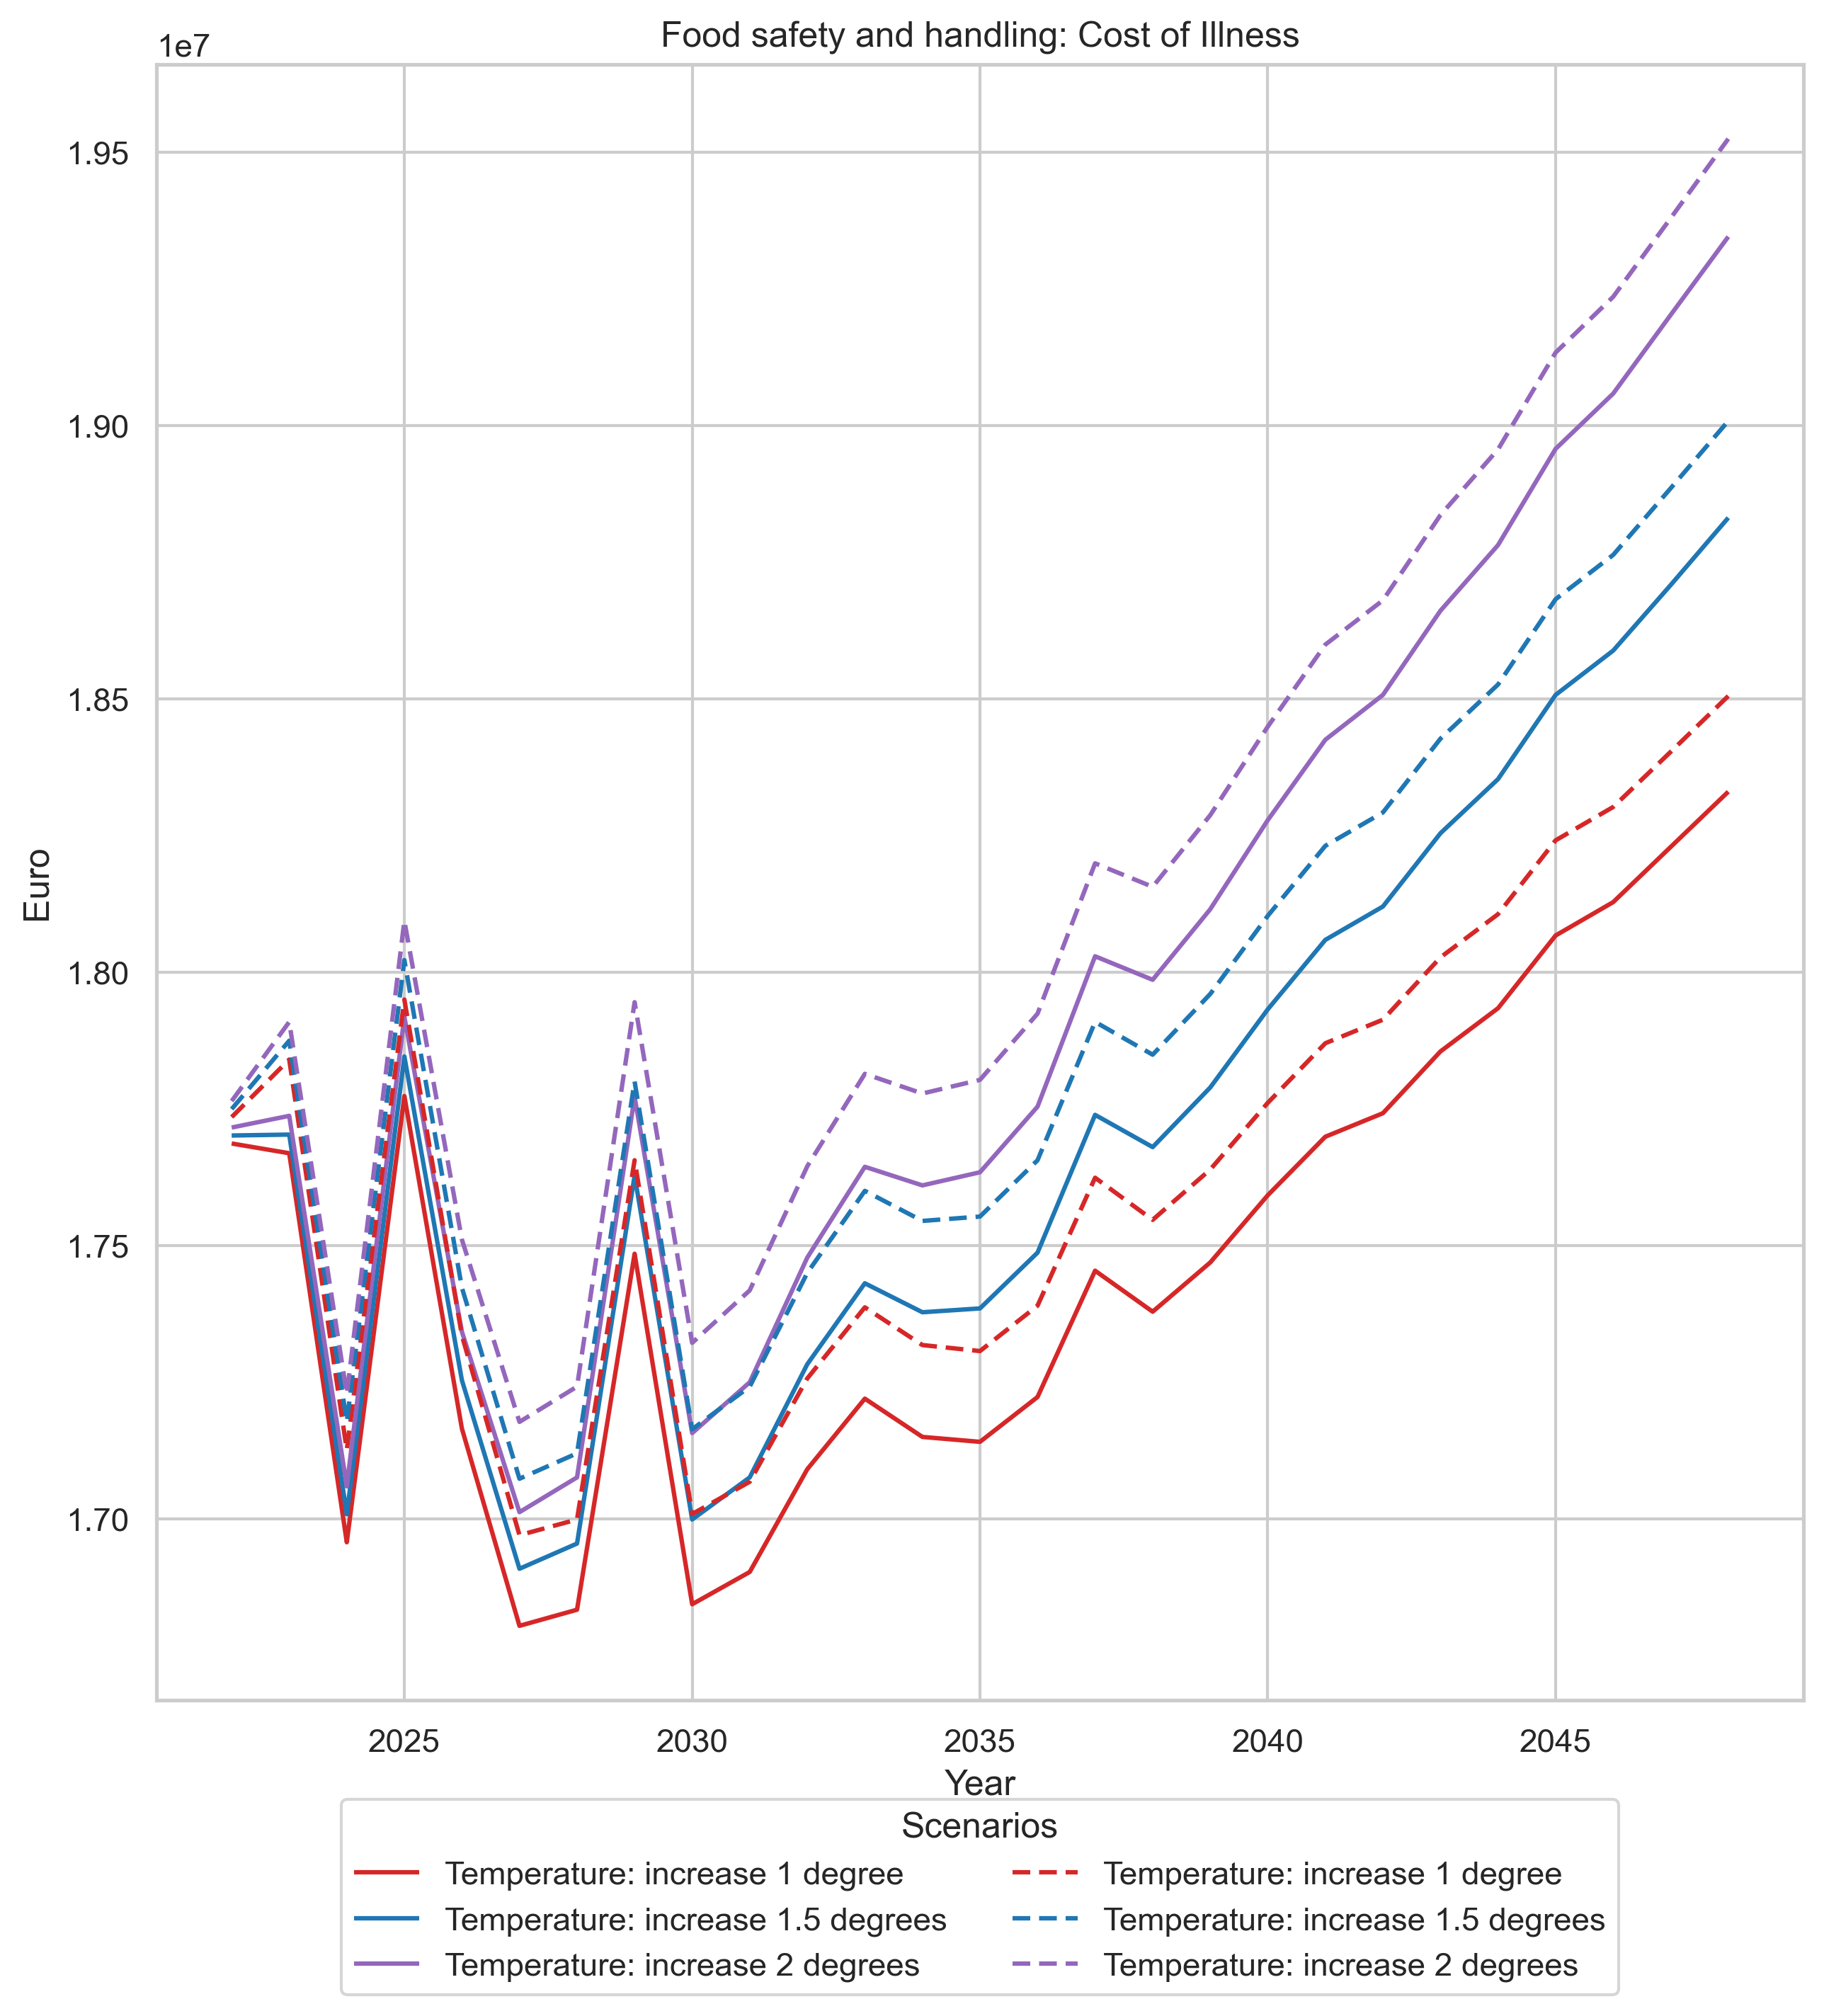 Food safety and handling: Cost of Illness
1e7
1.95
1.90
1.85
1.80
1.75
1.70
Euro
2025 2030 2035 2040 2045
Year
Scenarios
Temperature: increase 1 degree Temperature: increase 1 degree
Temperature: increase 1.5 degrees Temperature: increase 1.5 degrees
Temperature: increase 2 degrees Temperature: increase 2 degrees